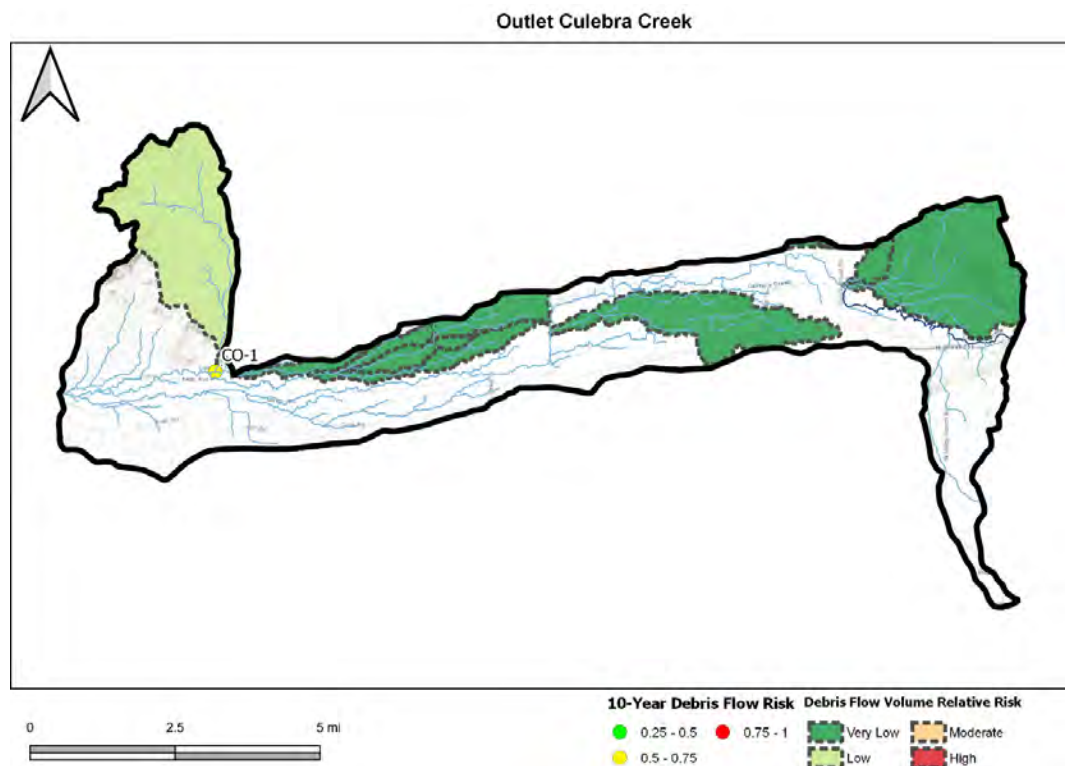 Outlet Culebra Creek
CO-1
0 2.5 5 mi
10-Year Debris Flow Risk
0.25 - 0.5
0.75 - 1
0.5 - 0.75
Debris Flow Volume Relative Risk
Very Low
Moderate
Low
High